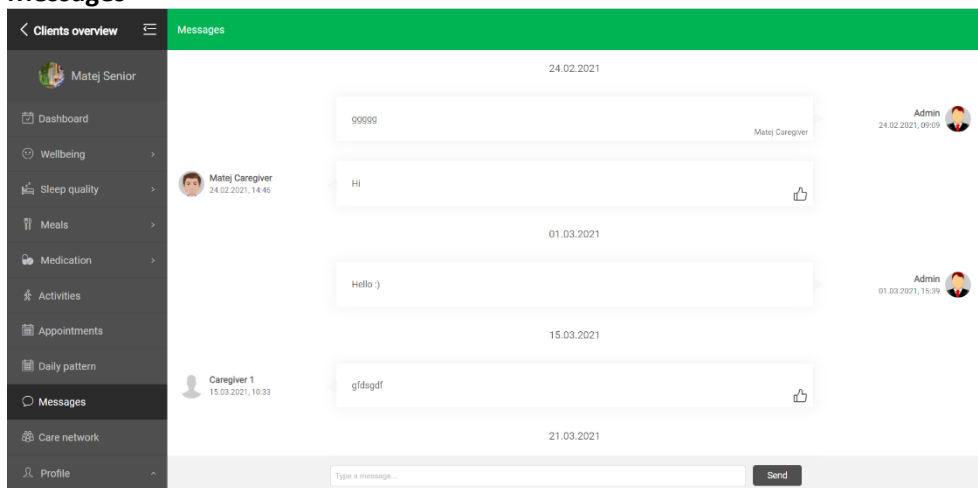 Messages
Clients overview
Messages
Matej Senior
Dashboard
Wellbeing
Sleep quality
Meals
Medication
Activities
Appointments
Daily pattern
Messages
Care network
Profile
24.02.2021
ggggg
Matej Caregiver
Admin
24.02.2021, 09:09
Matej Caregiver
24.02.2021, 14:46
Hi
01.03.2021
Hello :)
Admin
01.03.2021, 15:39
15.03.2021
Caregiver 1
15.03.2021, 10:33
gfdsgdf
21.03.2021
Type a message...
Send